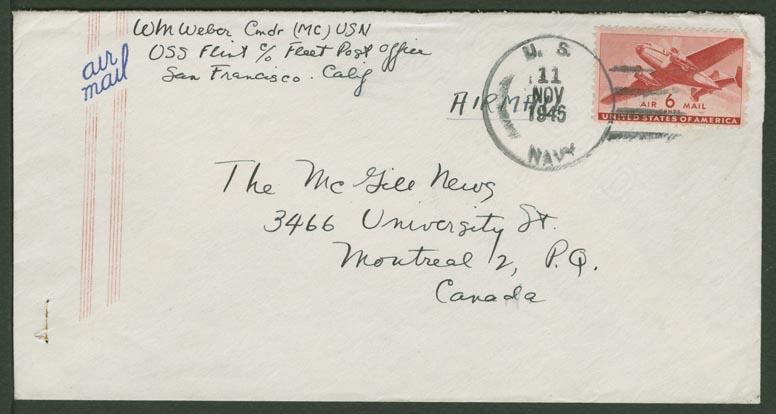 WM Weber Cmdr (MC) USN
USS Flint c/o Fleet Post Office
San Francisco. Calif
air
mail
AIRMAIL
U. S.
11
NOV
1945
NAVY
AIR 6 MAIL
CENTS
UNITED STATES OF AMERICA
The McGill News
3466 University St.
Montreal 2, P.Q.
Canada